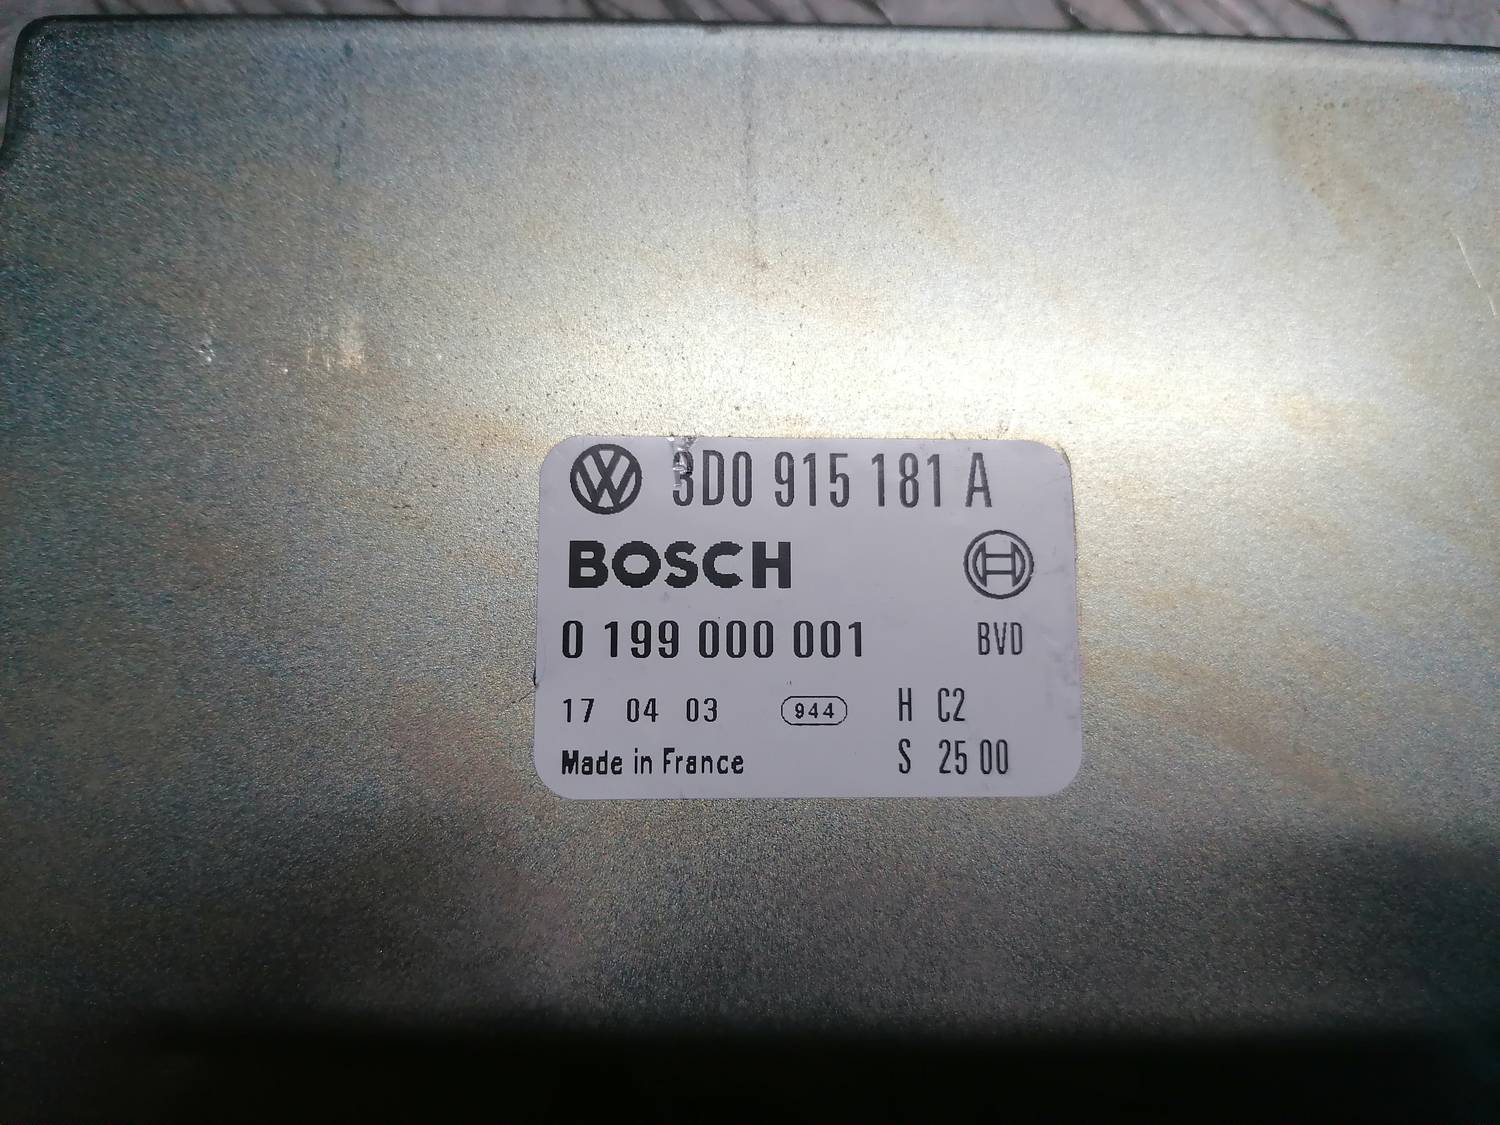 3D0 915 181 A
BOSCH
0 199 000 001 BVD
17 04 03 944 H C2
Made in France S 25 00